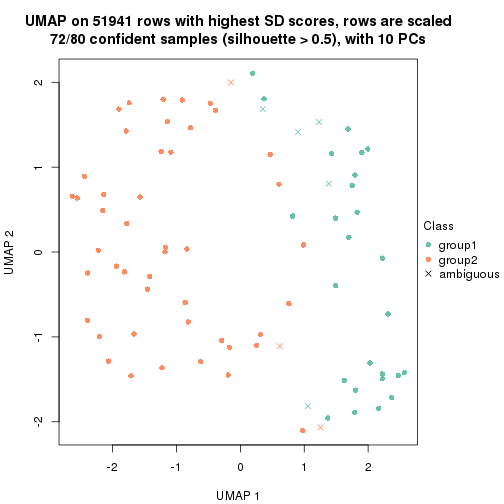 UMAP on 51941 rows with highest SD scores, rows are scaled
72/80 confident samples (silhouette > 0.5), with 10 PCs
2
1
0
-1
-2
UMAP 2
-2
-1
0
1
2
UMAP 1
Class
group1
group2
ambiguous